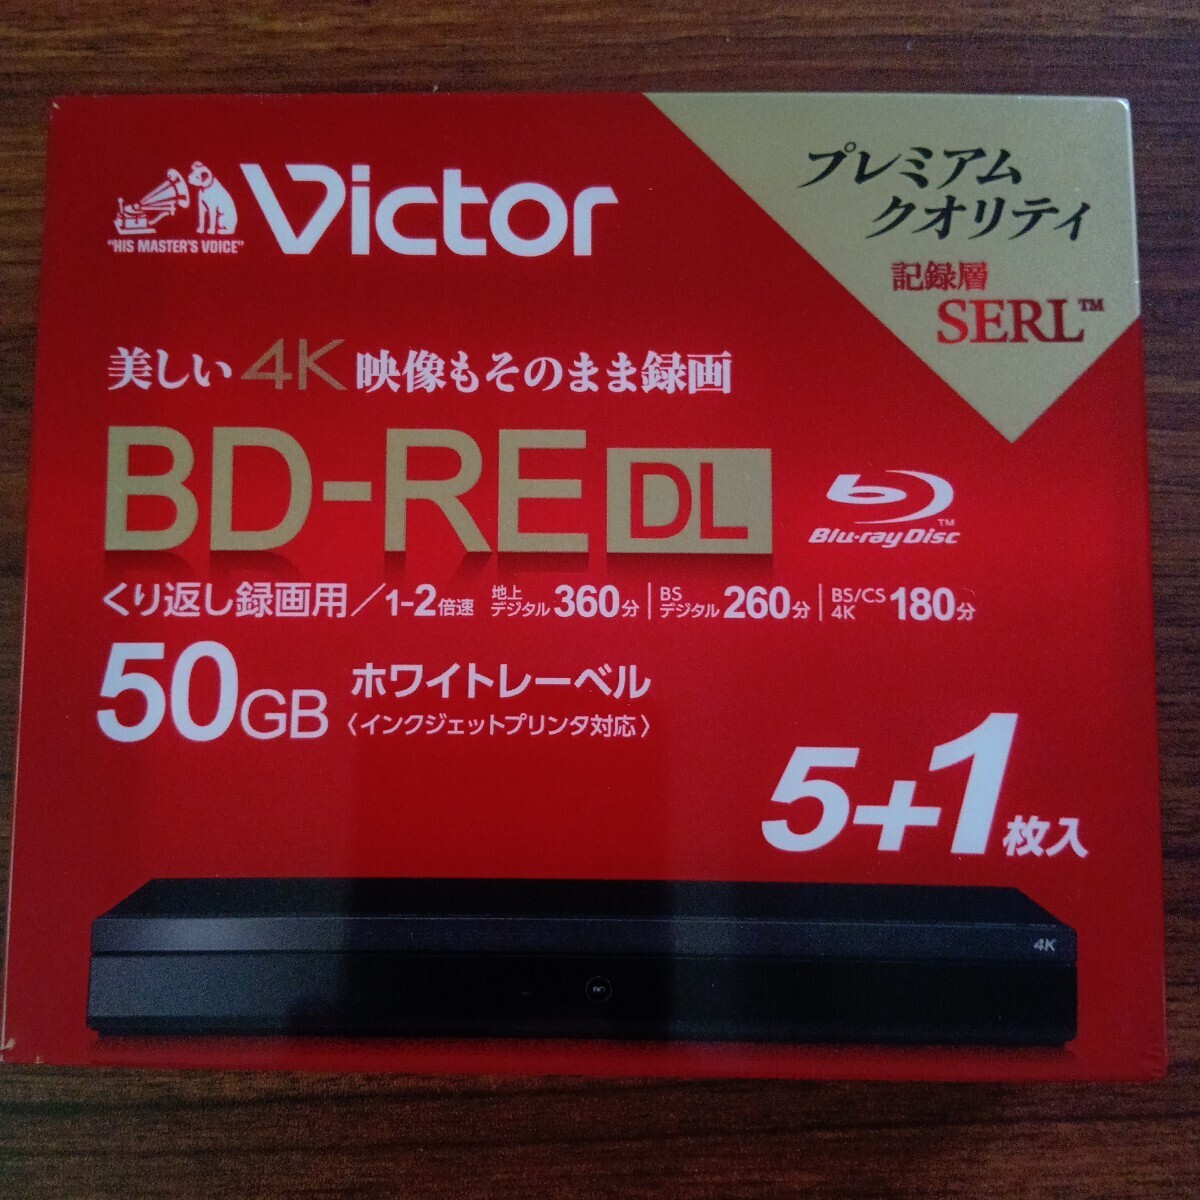 Victor
"HIS MASTER'S VOICE"
プレミアム
クオリティ
記録層
SERL™
美しい4K映像もそのまま録画
BD-RE DL
Blu-ray Disc™
くり返し録画用/1-2倍速 地上デジタル360分 BSデジタル260分 BS/CS 4K 180分
50GB ホワイトレーベル
〈インクジェットプリンタ対応〉
5+1枚入
4K